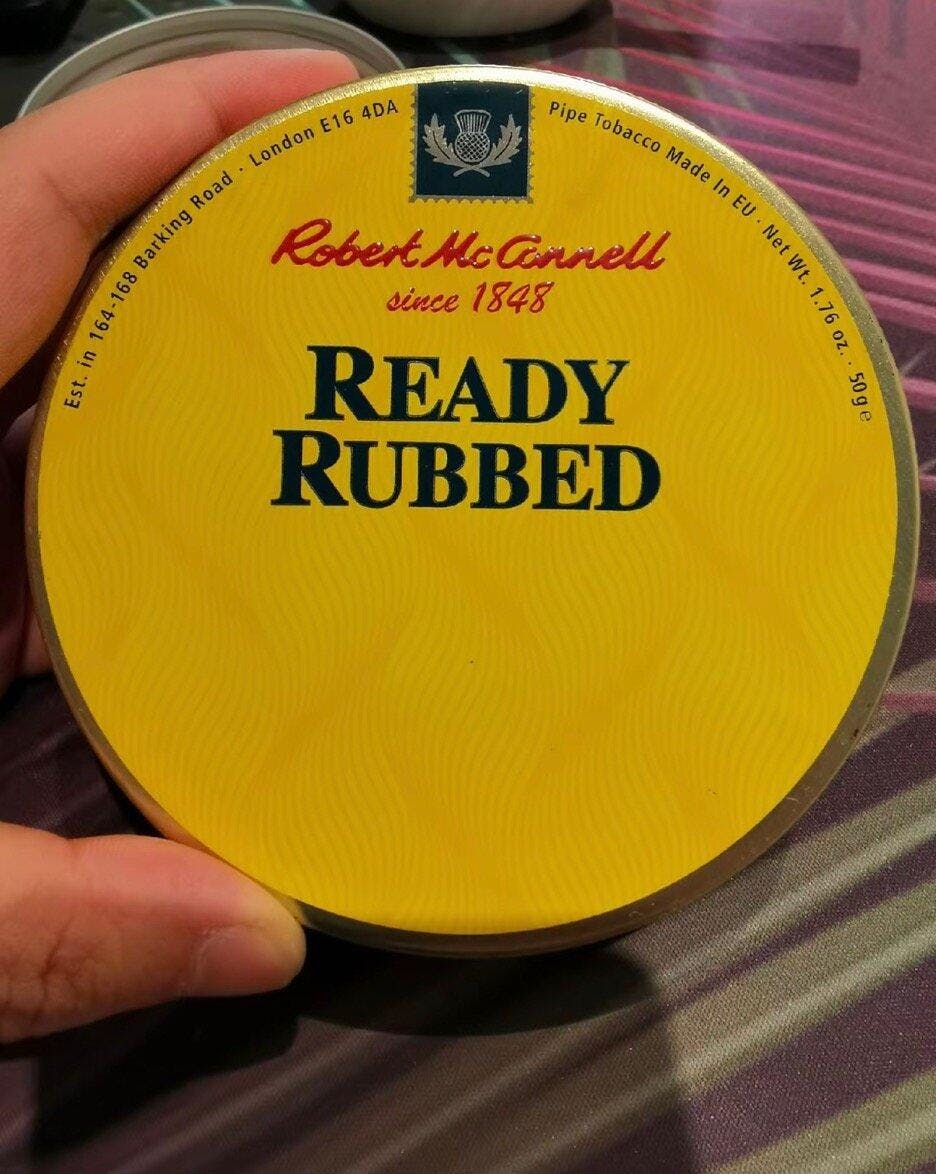 Est. in 164-168 Barking Road · London E16 4DA
Pipe Tobacco Made In EU · Net Wt. 1.76 oz. · 50g e
Robert McConnell
since 1848
READY
RUBBED